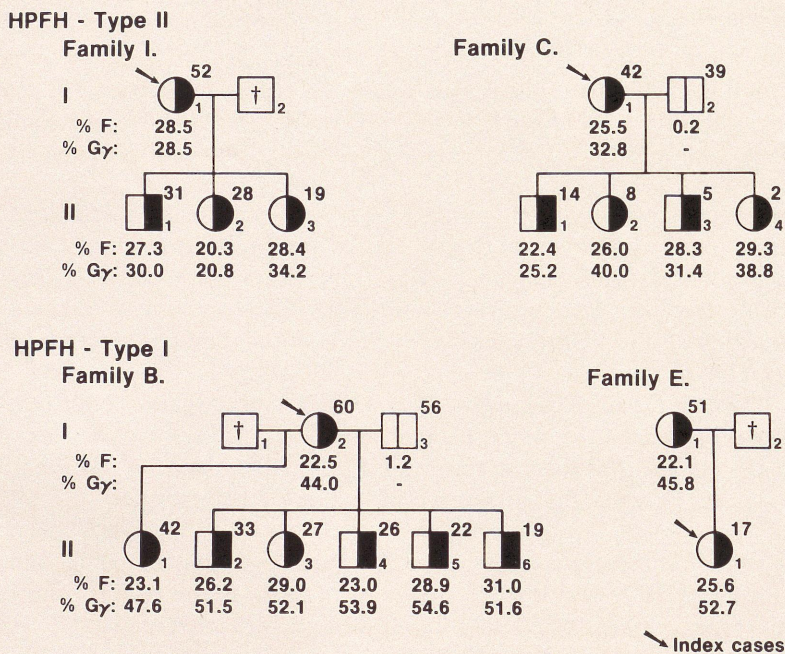 HPFH - Type II
Family I.
52
I
†
1
2
% F: 28.5
% Gγ: 28.5
31 28 19
II
1 2 3
% F: 27.3 20.3 28.4
% Gγ: 30.0 20.8 34.2
Family C.
42 39
1 2
25.5 0.2
32.8 -
14 8 5 2
1 2 3 4
22.4 26.0 28.3 29.3
25.2 40.0 31.4 38.8
HPFH - Type I
Family B.
60 56
I
†
1 2 3
% F: 22.5 1.2
% Gγ: 44.0 -
42 33 27 26 22 19
II
1 2 3 4 5 6
% F: 23.1 26.2 29.0 23.0 28.9 31.0
% Gγ: 47.6 51.5 52.1 53.9 54.6 51.6
Family E.
51
†
1 2
22.1
45.8
17
1
25.6
52.7
Index cases